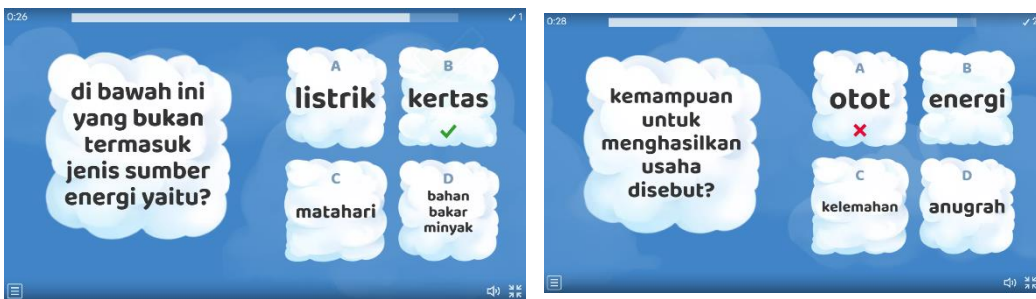 0:26
✓1
di bawah ini
yang bukan
termasuk
jenis sumber
energi yaitu?
A
listrik
B
kertas
C
matahari
D
bahan
bakar
minyak
0:28
✓2
kemampuan
untuk
menghasilkan
usaha
disebut?
A
otot
B
energi
C
kelemahan
D
anugrah